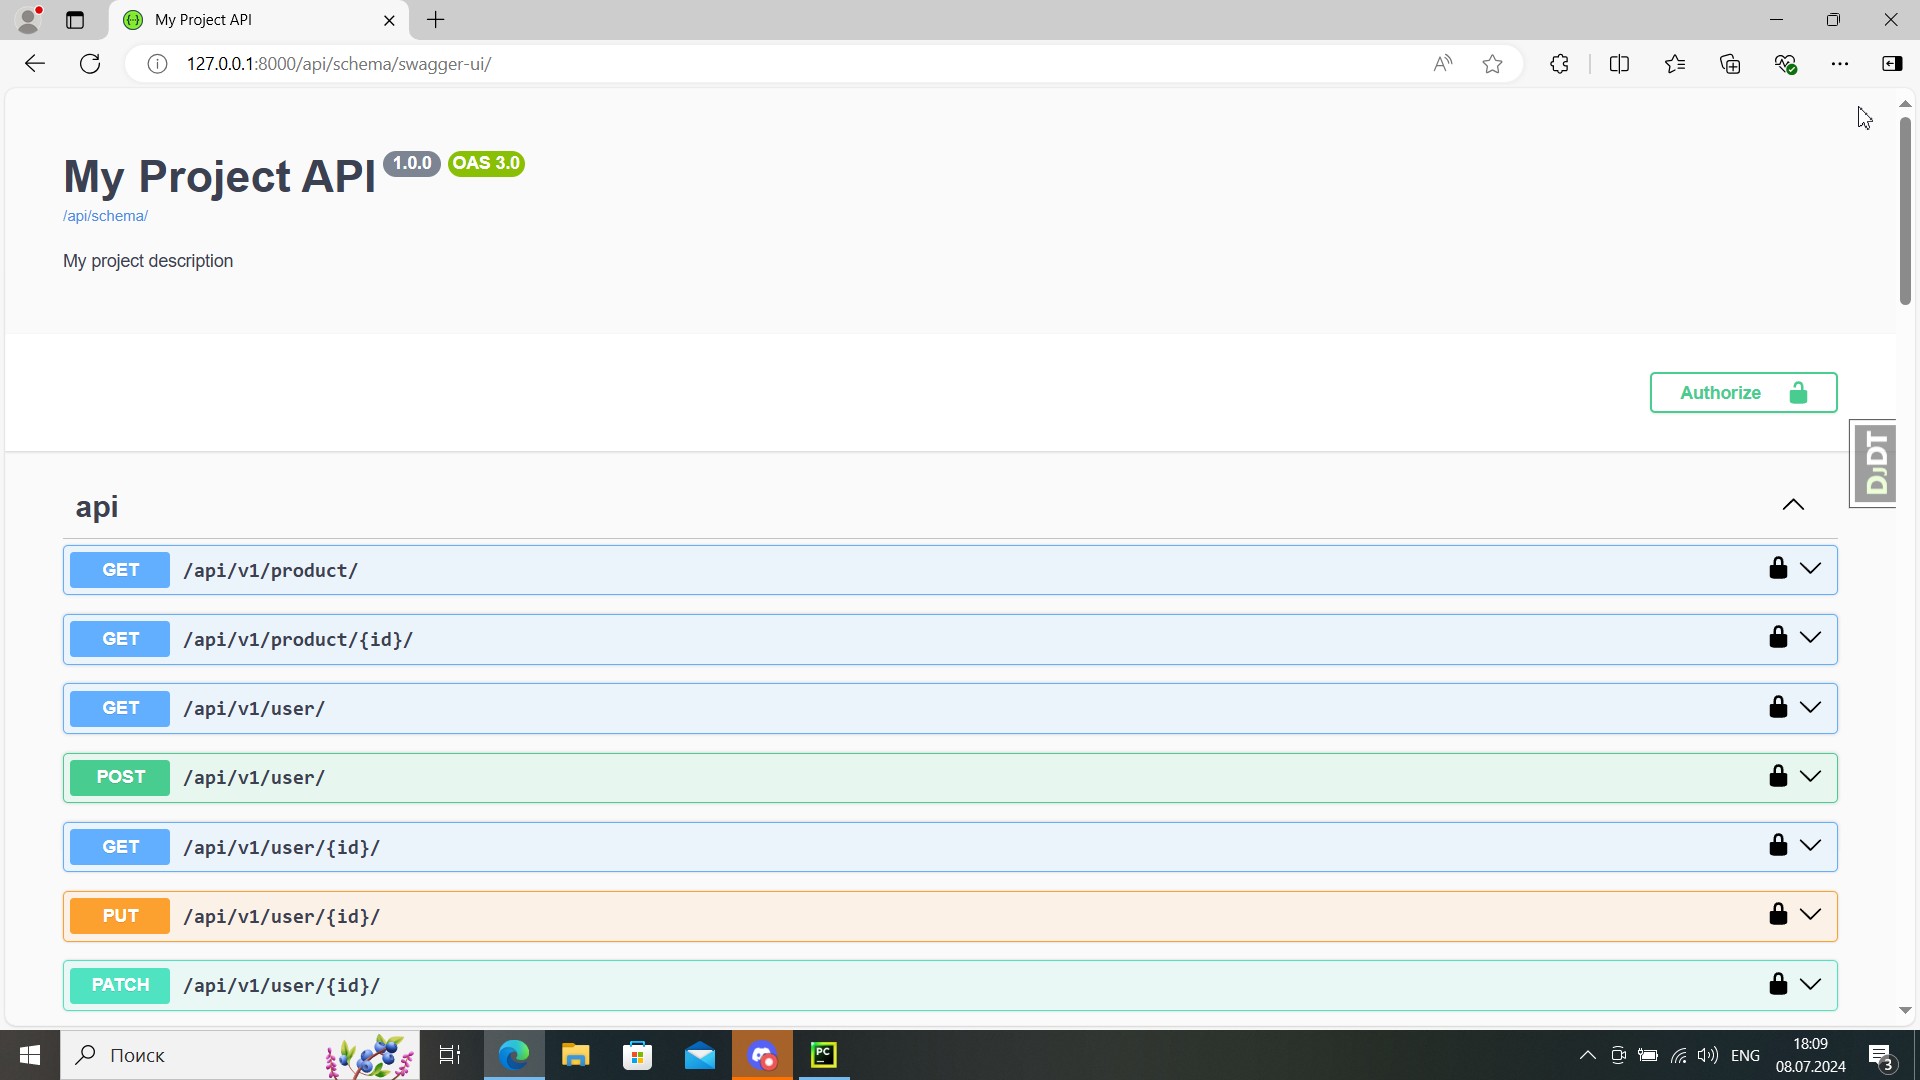 My Project API
127.0.0.1:8000/api/schema/swagger-ui/
My Project API 1.0.0 OAS 3.0
/api/schema/
My project description
Authorize
DJDT
api
GET /api/v1/product/
GET /api/v1/product/{id}/
GET /api/v1/user/
POST /api/v1/user/
GET /api/v1/user/{id}/
PUT /api/v1/user/{id}/
PATCH /api/v1/user/{id}/
Поиск
PC
ENG
18:09
08.07.2024
3